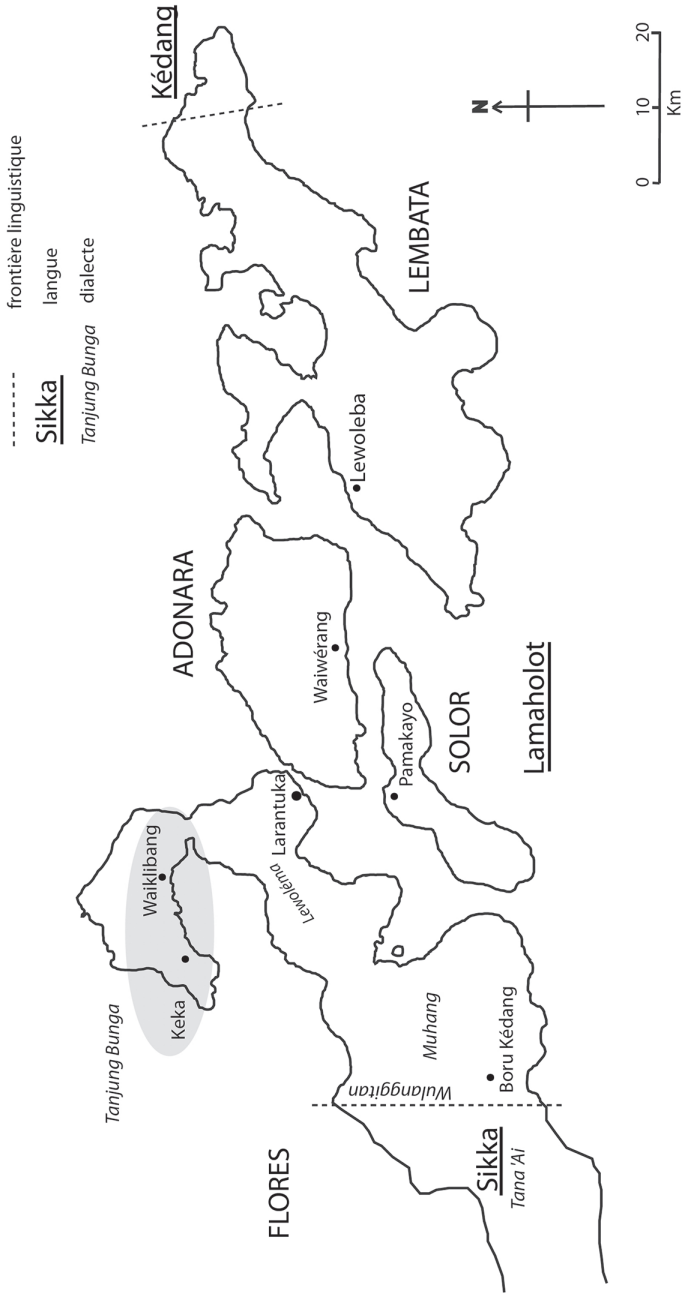 frontière linguistique
Sikka langue
Tanjung Bunga dialecte
Kédang
Tanjung Bunga
Waiklibang
Keka
ADONARA
FLORES
Larantuka
Lewoléma
Waiwérang
Lewoleba
LEMBATA
Pamakayo
SOLOR
Muhang
Wulanggitan
Boru Kédang
Sikka
Tana 'Ai
Lamaholot
N
0 10 20
Km